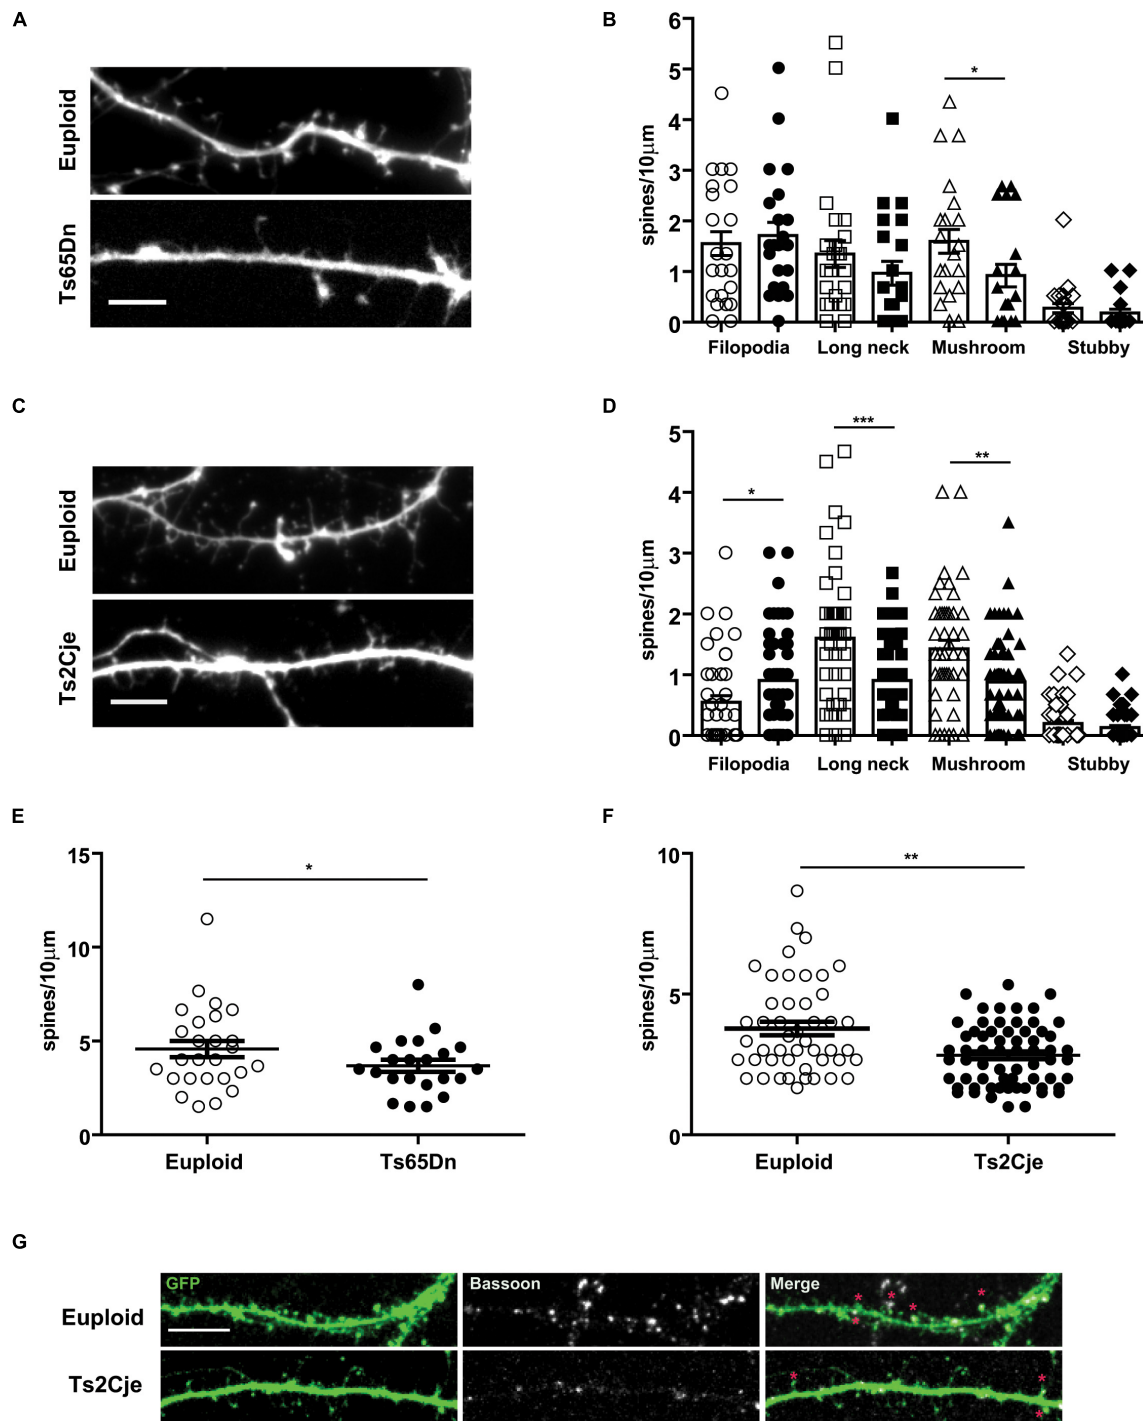 A
Euploid
Ts65Dn
B
6
5
4
3
2
1
0
spines/10μm
*
Filopodia
Long neck
Mushroom
Stubby
C
Euploid
Ts2Cje
D
5
4
3
2
1
0
spines/10μm
*
***
**
Filopodia
Long neck
Mushroom
Stubby
E
15
10
5
0
spines/10μm
*
Euploid
Ts65Dn
F
10
5
0
spines/10μm
**
Euploid
Ts2Cje
G
GFP
Bassoon
Merge
Euploid
* * * * *
Ts2Cje
* * *